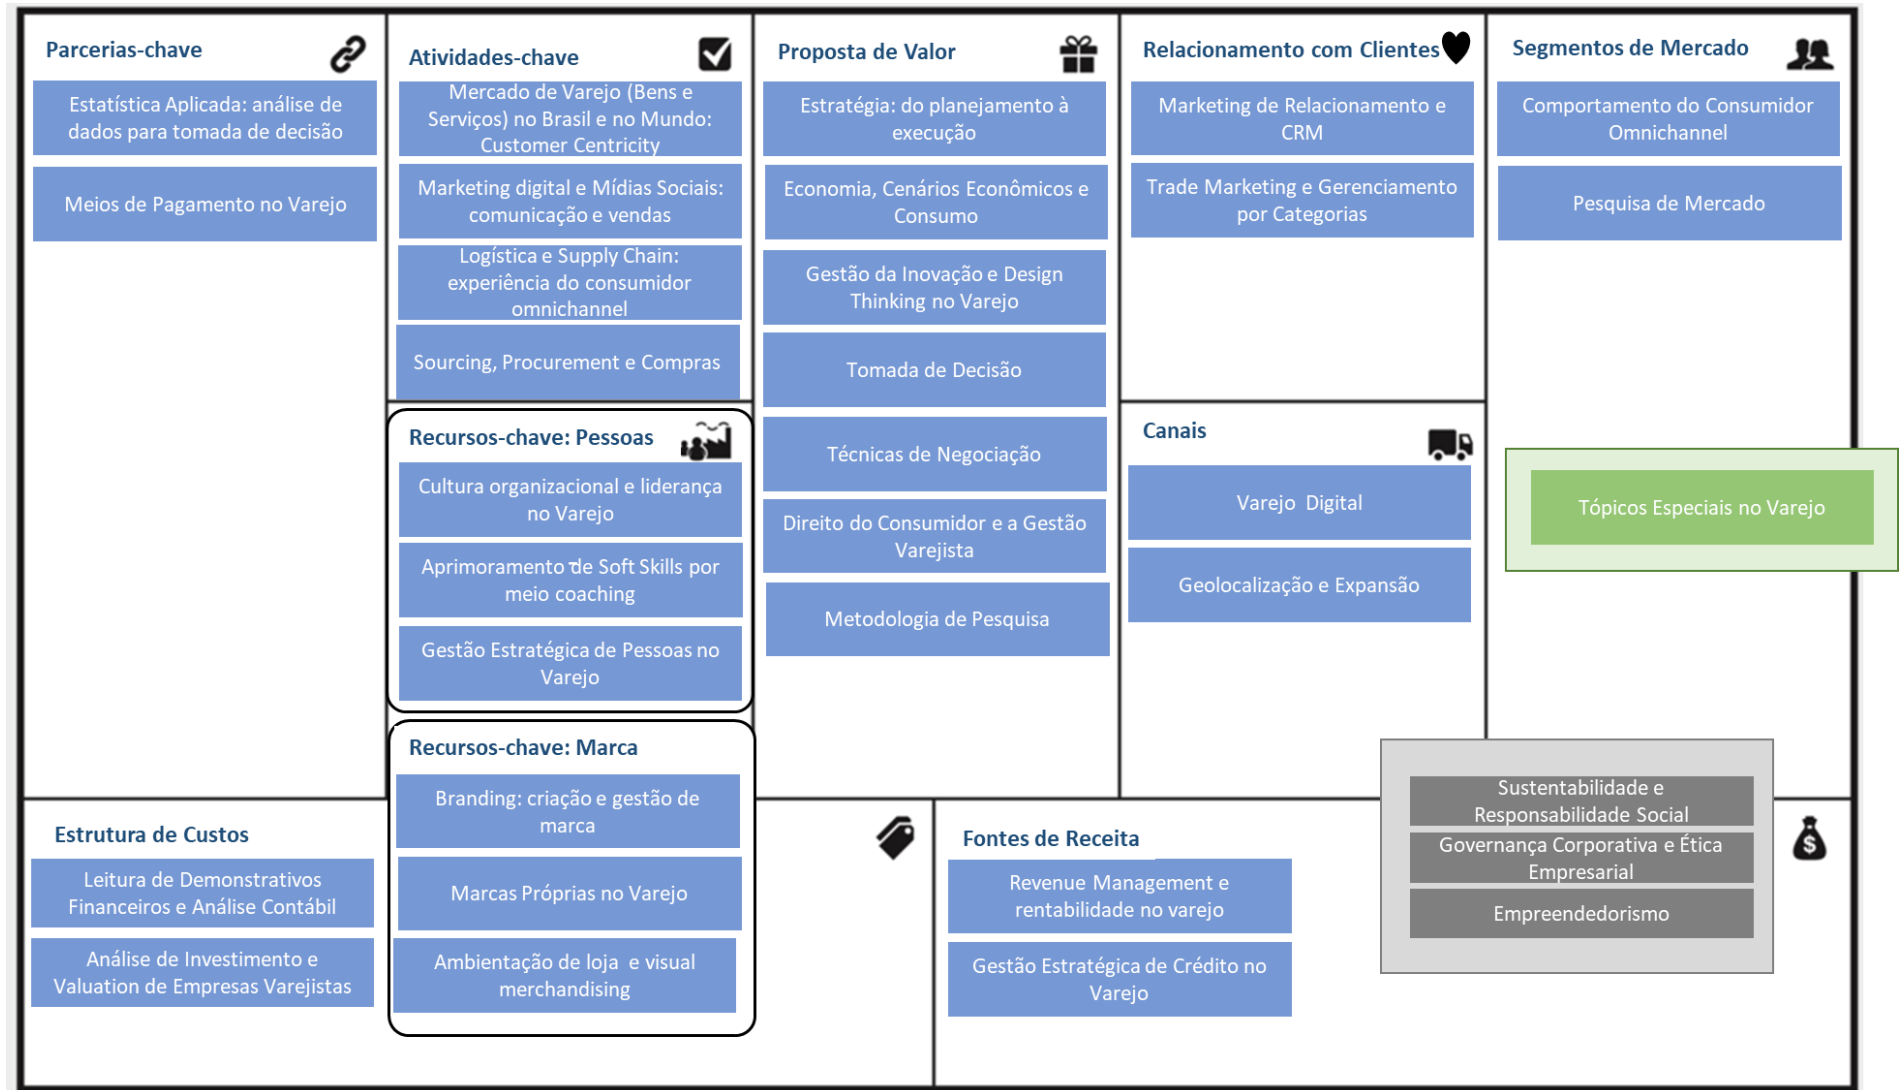 Parcerias-chave
Estatística Aplicada: análise de
dados para tomada de decisão
Meios de Pagamento no Varejo
Atividades-chave
Mercado de Varejo (Bens e
Serviços) no Brasil e no Mundo:
Customer Centricity
Marketing digital e Mídias Sociais:
comunicação e vendas
Logística e Supply Chain:
experiência do consumidor
omnichannel
Sourcing, Procurement e Compras
Recursos-chave: Pessoas
Cultura organizacional e liderança
no Varejo
Aprimoramento de Soft Skills por
meio coaching
Gestão Estratégica de Pessoas no
Varejo
Recursos-chave: Marca
Branding: criação e gestão de
marca
Marcas Próprias no Varejo
Ambientação de loja e visual
merchandising
Proposta de Valor
Estratégia: do planejamento à
execução
Economia, Cenários Econômicos e
Consumo
Gestão da Inovação e Design
Thinking no Varejo
Tomada de Decisão
Técnicas de Negociação
Direito do Consumidor e a Gestão
Varejista
Metodologia de Pesquisa
Relacionamento com Clientes
Marketing de Relacionamento e
CRM
Trade Marketing e Gerenciamento
por Categorias
Canais
Varejo Digital
Geolocalização e Expansão
Segmentos de Mercado
Comportamento do Consumidor
Omnichannel
Pesquisa de Mercado
Tópicos Especiais no Varejo
Estrutura de Custos
Leitura de Demonstrativos
Financeiros e Análise Contábil
Análise de Investimento e
Valuation de Empresas Varejistas
Fontes de Receita
Revenue Management e
rentabilidade no varejo
Gestão Estratégica de Crédito no
Varejo
Sustentabilidade e
Responsabilidade Social
Governança Corporativa e Ética
Empresarial
Empreendedorismo
$